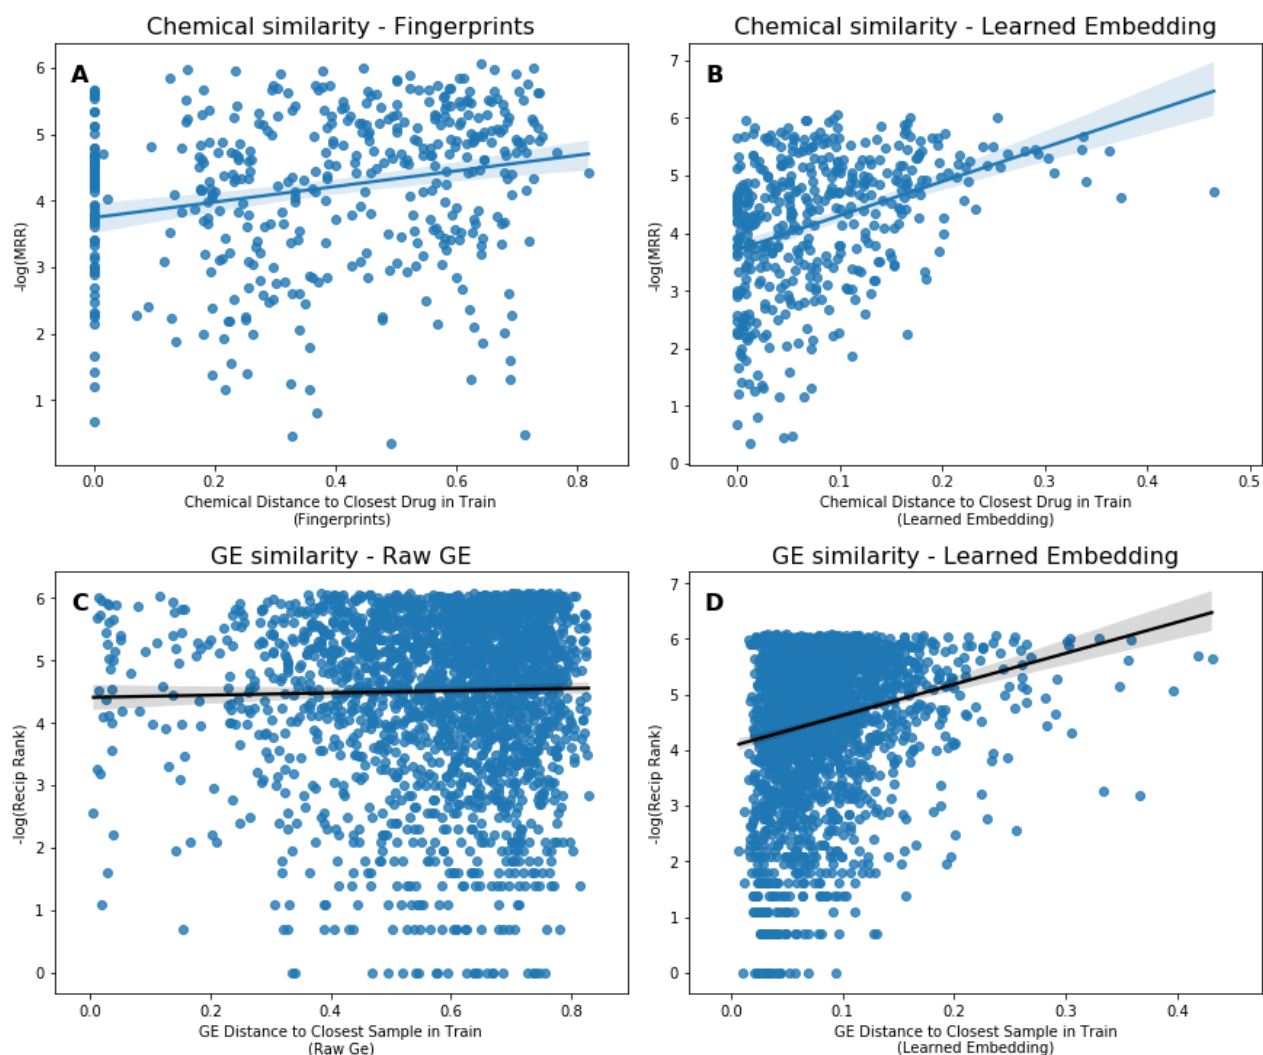 Chemical similarity - Fingerprints
A
6
5
4
3
2
1
-log(MRR)
0.0 0.2 0.4 0.6 0.8
Chemical Distance to Closest Drug in Train
(Fingerprints)
Chemical similarity - Learned Embedding
B
7
6
5
4
3
2
1
0
-log(MRR)
0.0 0.1 0.2 0.3 0.4 0.5
Chemical Distance to Closest Drug in Train
(Learned Embedding)
GE similarity - Raw GE
C
6
5
4
3
2
1
0
-log(Recip Rank)
0.0 0.2 0.4 0.6 0.8
GE Distance to Closest Sample in Train
(Raw Ge)
GE similarity - Learned Embedding
D
7
6
5
4
3
2
1
0
-log(Recip Rank)
0.0 0.1 0.2 0.3 0.4
GE Distance to Closest Sample in Train
(Learned Embedding)